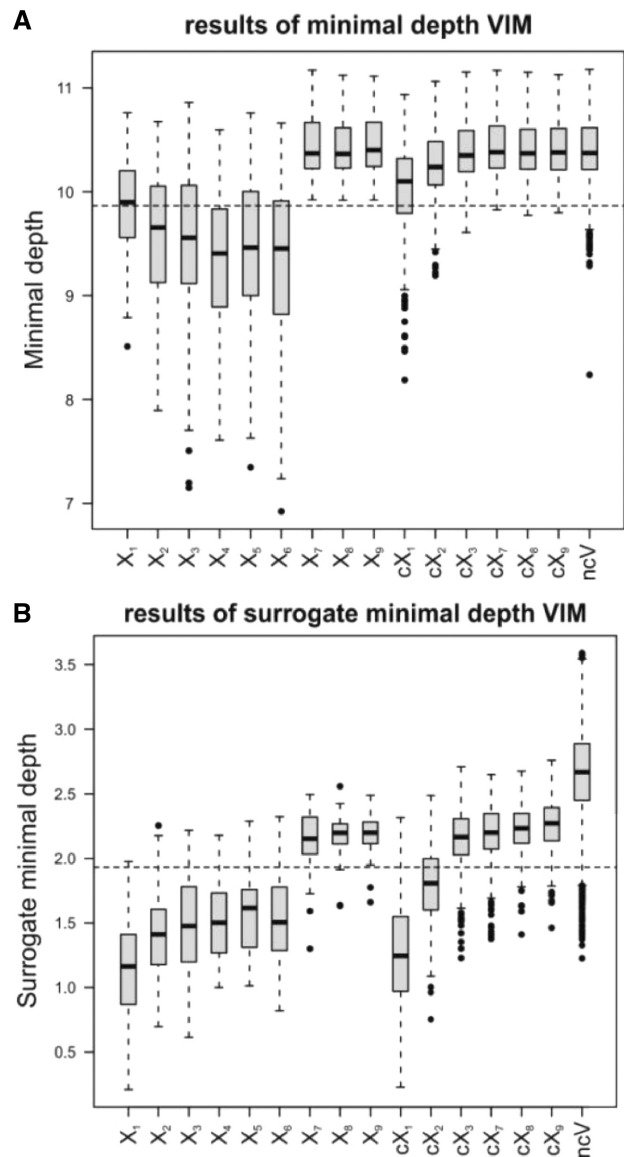 A
results of minimal depth VIM
Minimal depth
11
10
9
8
7
X₁ X₂ X₃ X₄ X₅ X₆ X₇ X₈ X₉ cX₁ cX₂ cX₃ cX₇ cX₈ cX₉ ncV
B
results of surrogate minimal depth VIM
Surrogate minimal depth
3.5
3.0
2.5
2.0
1.5
1.0
0.5
X₁ X₂ X₃ X₄ X₅ X₆ X₇ X₈ X₉ cX₁ cX₂ cX₃ cX₇ cX₈ cX₉ ncV